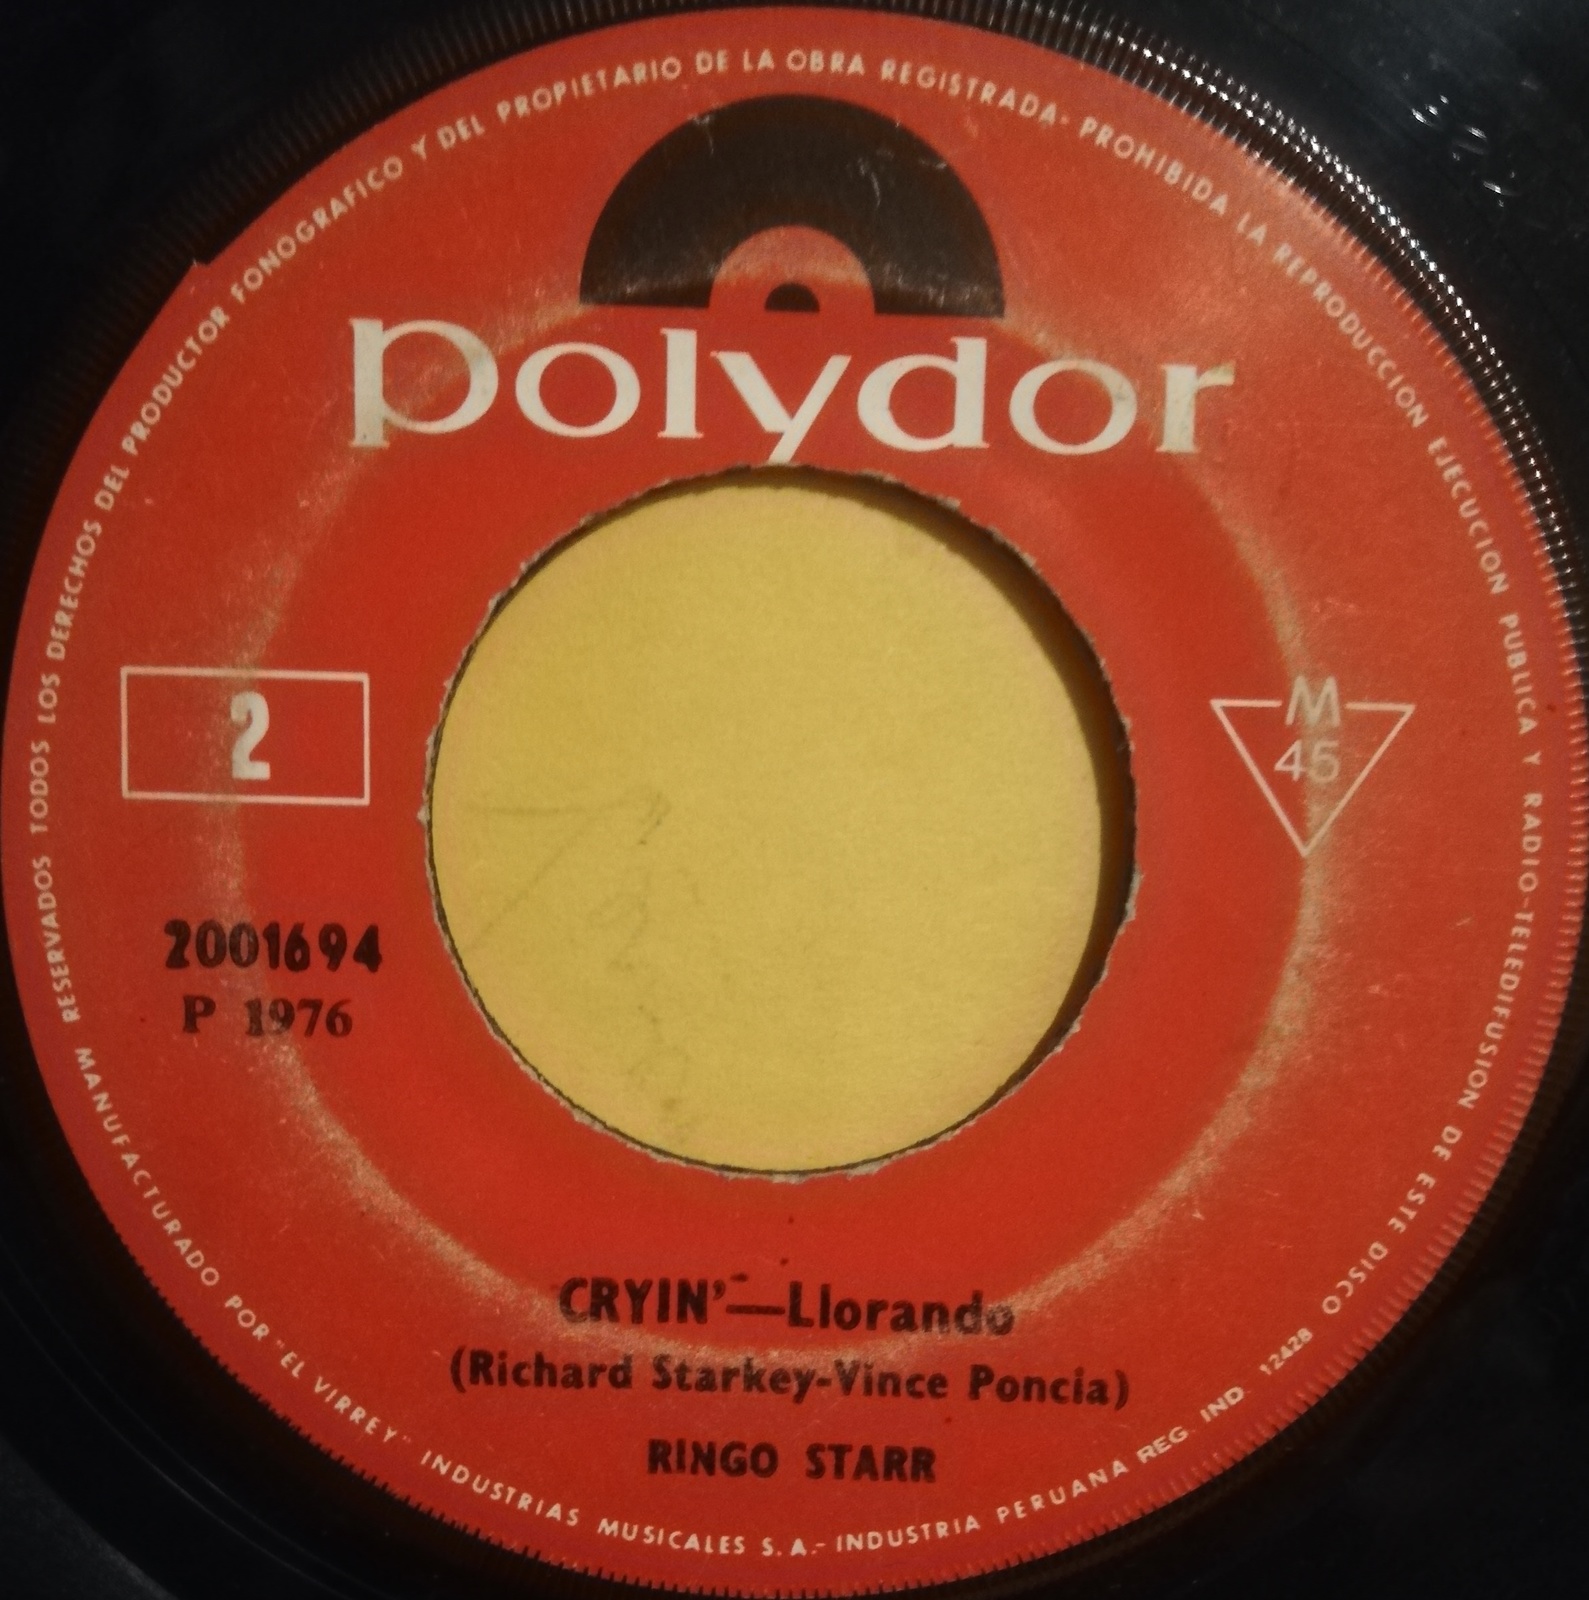 RESERVADOS TODOS LOS DERECHOS DEL PRODUCTOR FONOGRAFICO Y DEL PROPIETARIO DE LA OBRA REGISTRADA- PROHIBIDA LA REPRODUCCION EJECUCION PUBLICA Y RADIO-TELEDIFUSION DE ESTE DISCO
polydor
2
M
45
2001694
P 1976
CRYIN'—Llorando
(Richard Starkey-Vince Poncia)
RINGO STARR
MANUFACTURADO POR "EL VIRREY" INDUSTRIAS MUSICALES S.A.- INDUSTRIA PERUANA REG. IND. 12428